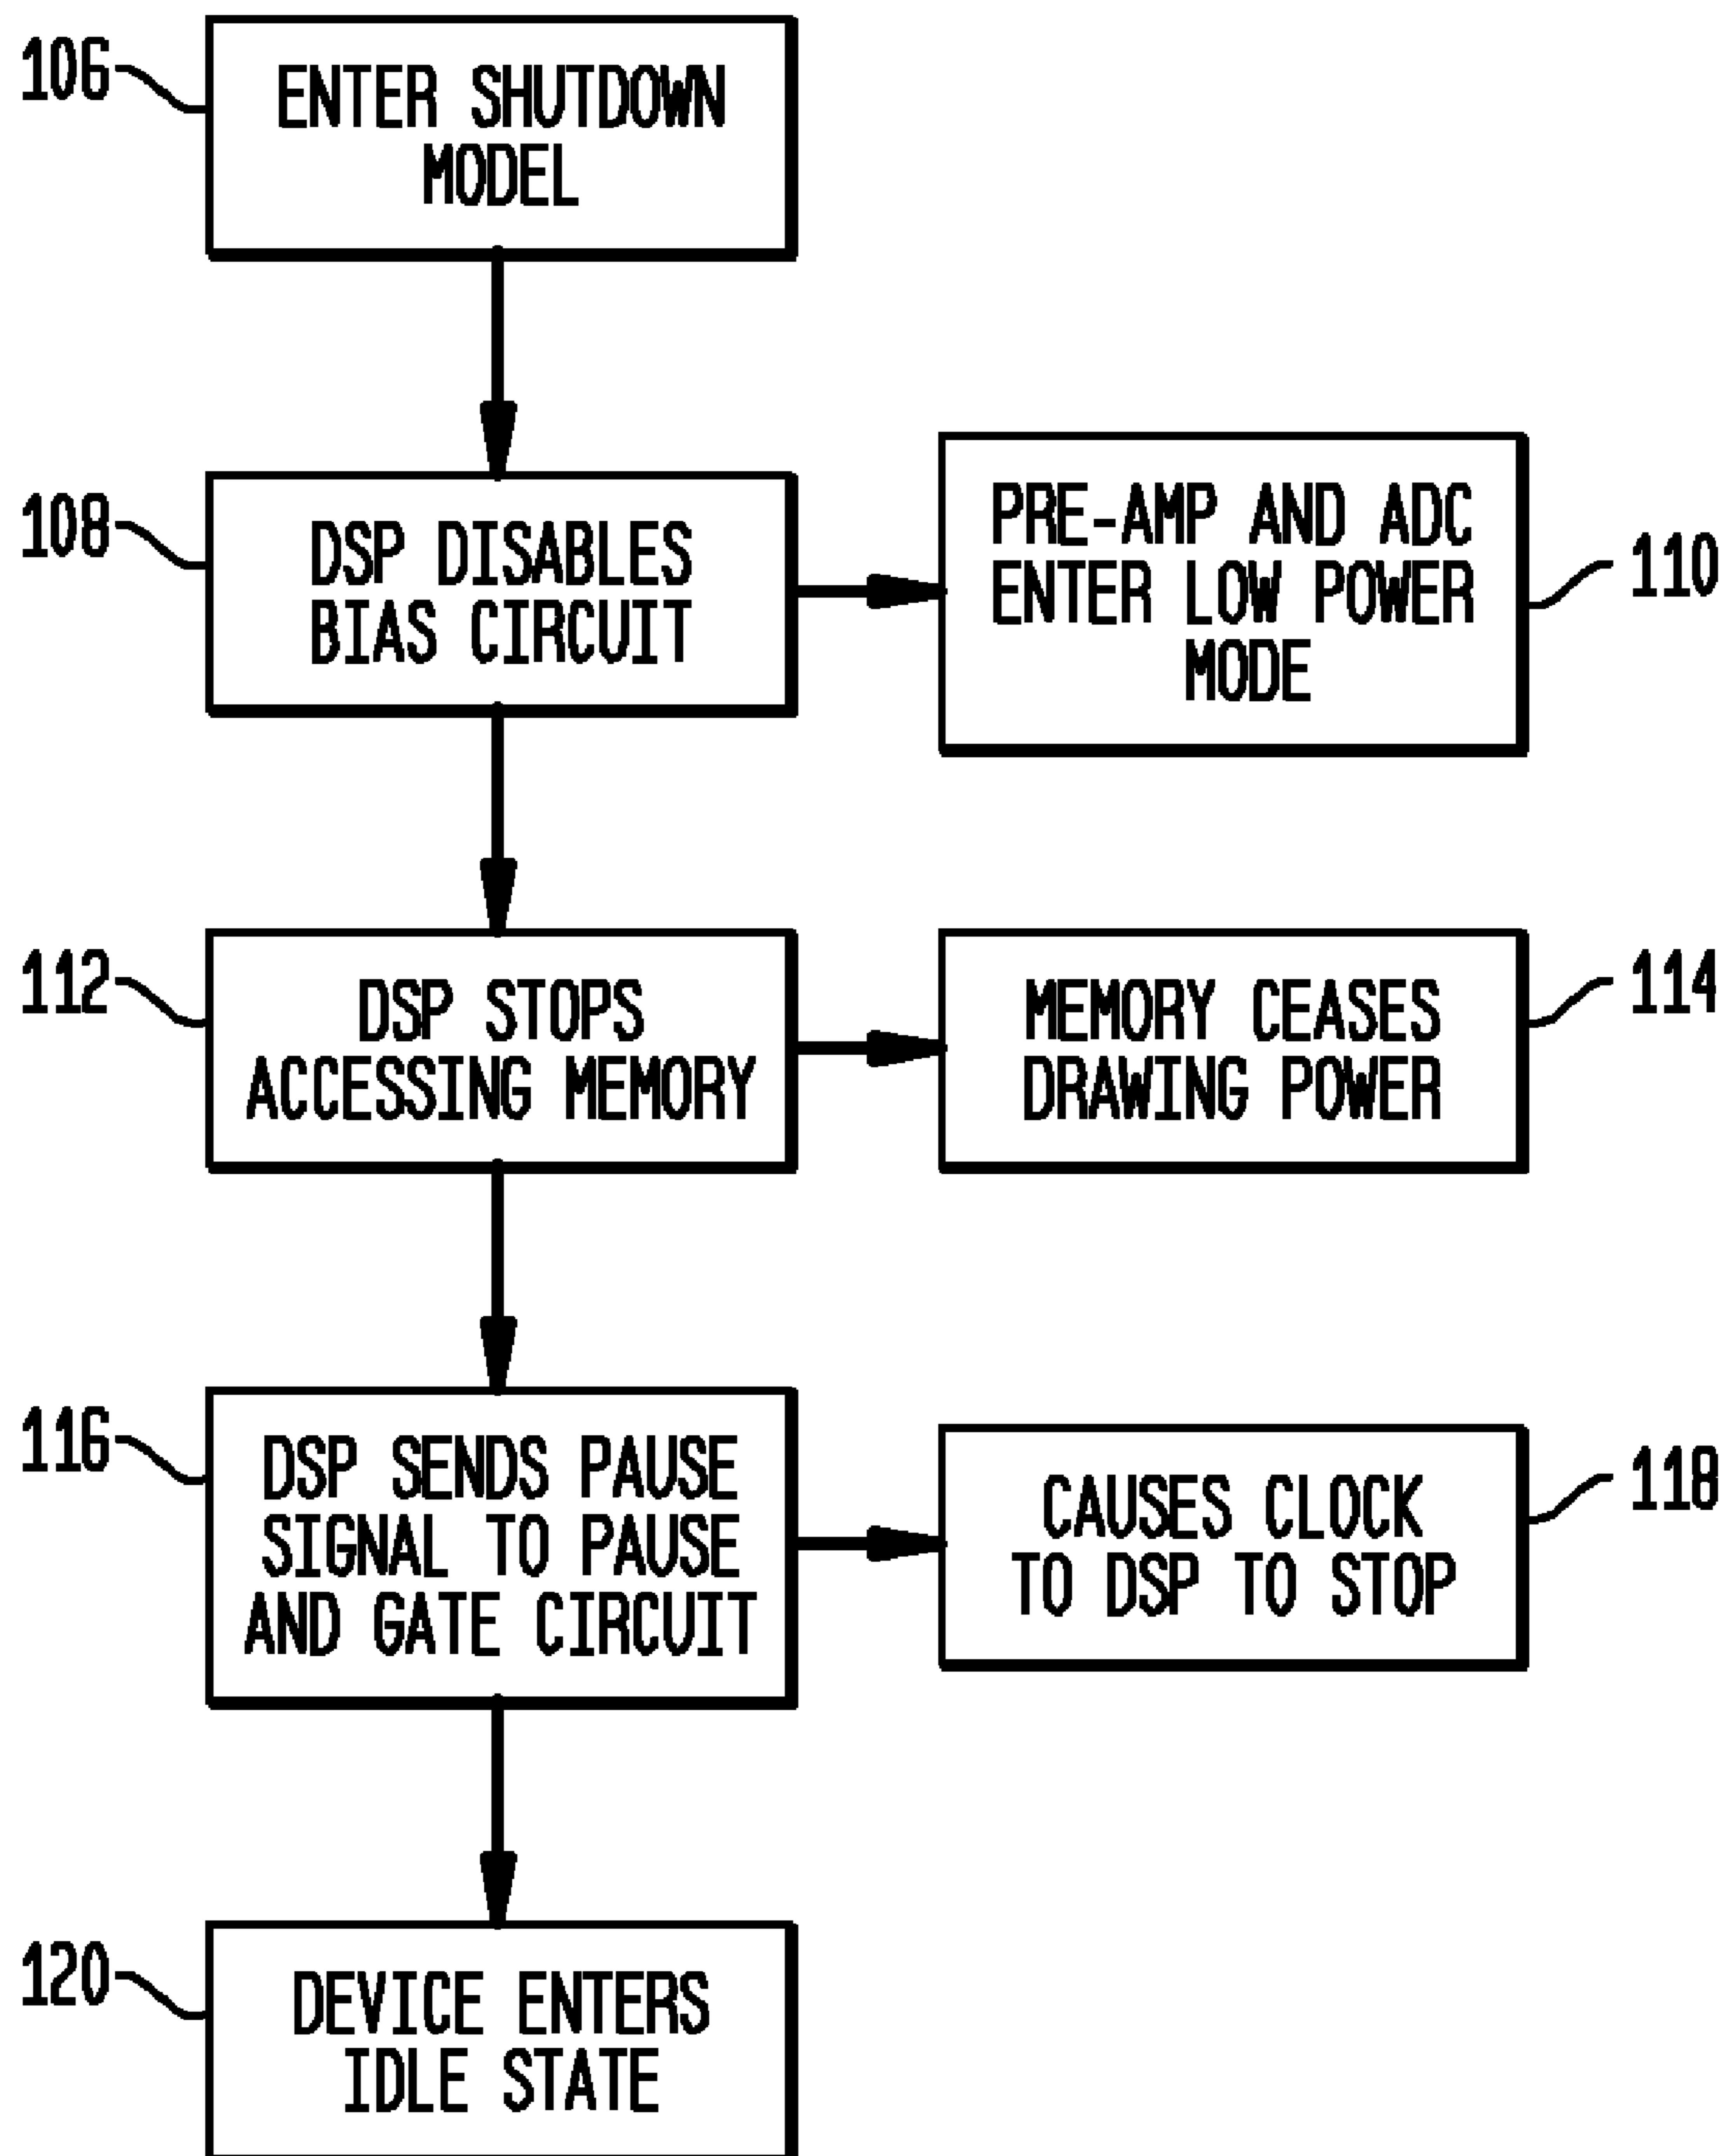 106
ENTER SHUTDOWN
MODEL
108
DSP DISABLES
BIAS CIRCUIT
PRE-AMP AND ADC
ENTER LOW POWER
MODE
110
112
DSP STOPS
ACCESSING MEMORY
MEMORY CEASES
DRAWING POWER
114
116
DSP SENDS PAUSE
SIGNAL TO PAUSE
AND GATE CIRCUIT
CAUSES CLOCK
TO DSP TO STOP
118
120
DEVICE ENTERS
IDLE STATE